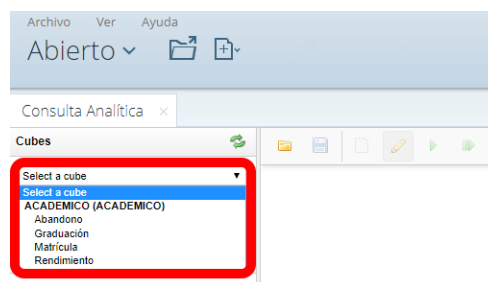 Archivo Ver Ayuda
Abierto
Consulta Analítica ×
Cubes
Select a cube
Select a cube
ACADEMICO (ACADEMICO)
Abandono
Graduación
Matrícula
Rendimiento